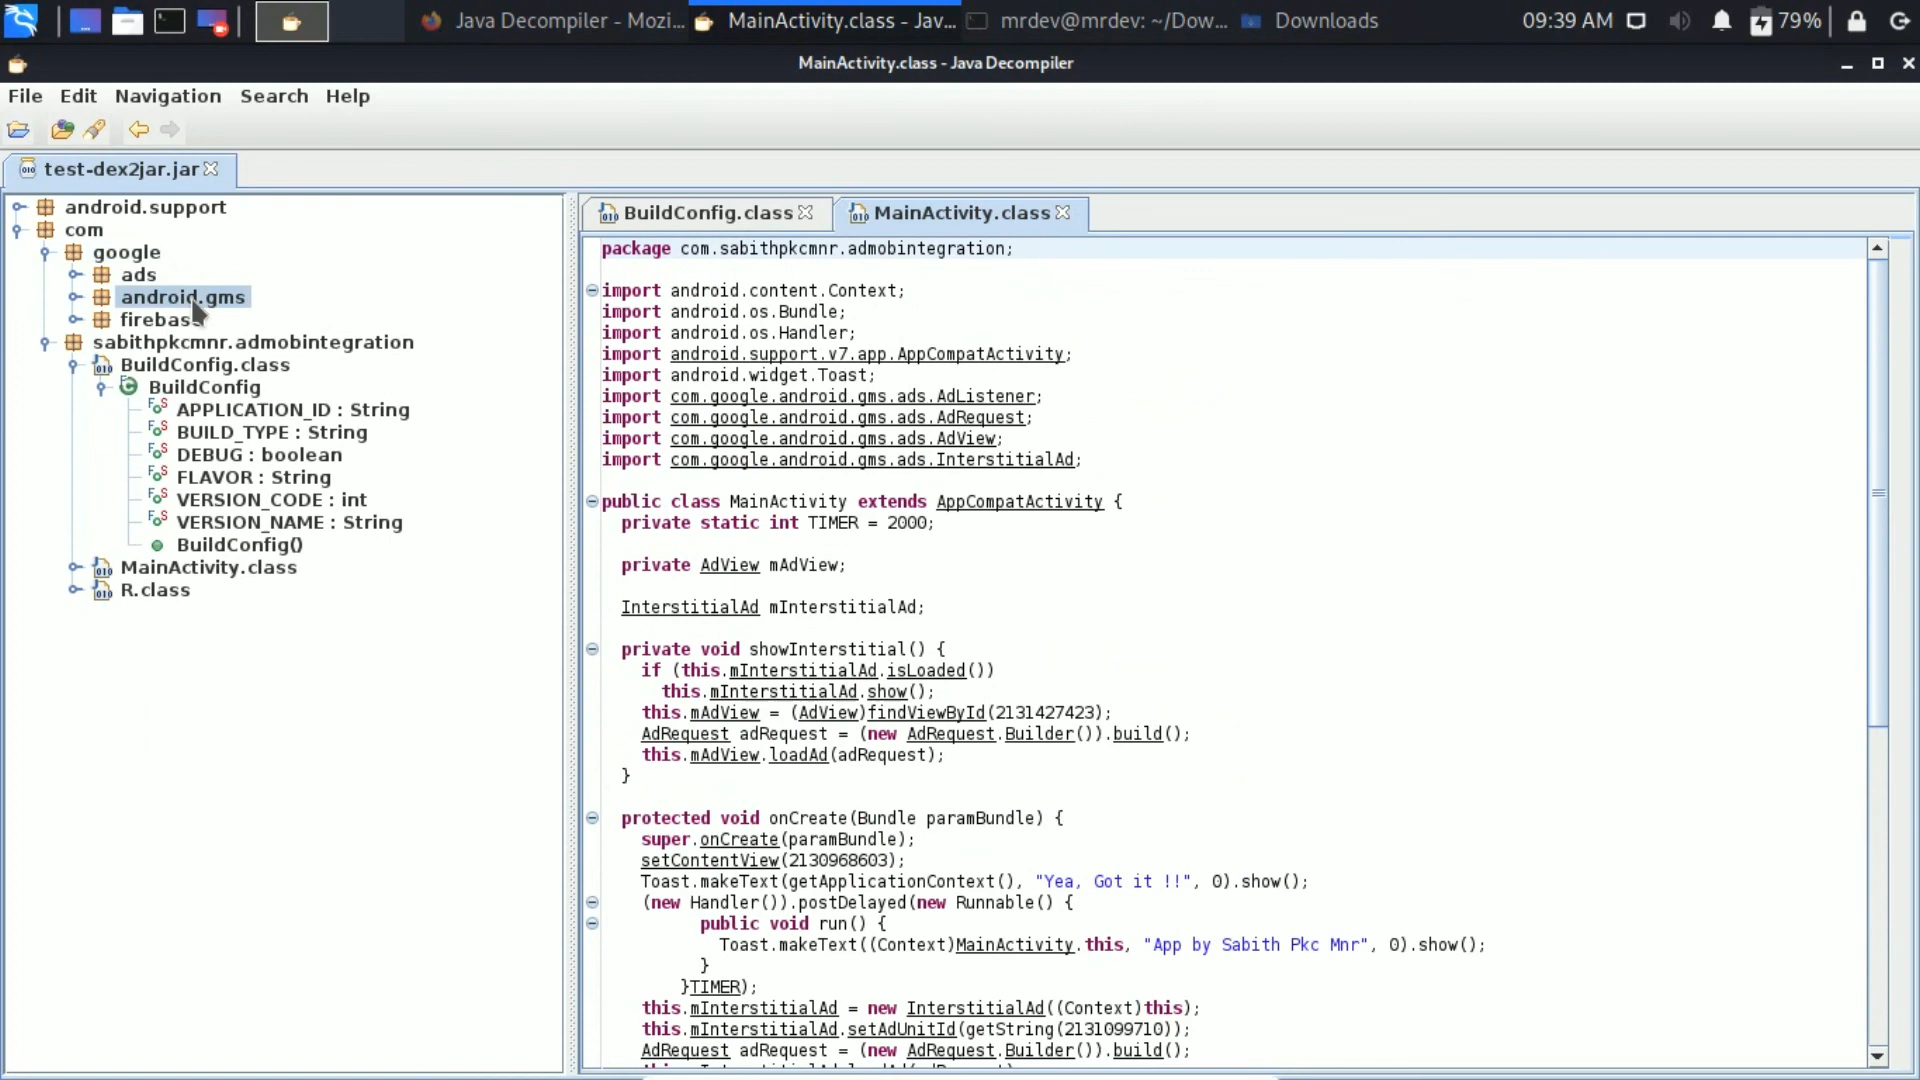 Java Decompiler - Mozi...
MainActivity.class - Jav...
mrdev@mrdev: ~/Dow...
Downloads
09:39 AM
79%
MainActivity.class - Java Decompiler
File Edit Navigation Search Help
test-dex2jar.jar
android.support
com
google
ads
android.gms
firebase
sabithpkcmnr.admobintegration
BuildConfig.class
BuildConfig
APPLICATION_ID : String
BUILD_TYPE : String
DEBUG : boolean
FLAVOR : String
VERSION_CODE : int
VERSION_NAME : String
BuildConfig()
MainActivity.class
R.class
BuildConfig.class
MainActivity.class
package com.sabithpkcmnr.admobintegration;
import android.content.Context;
import android.os.Bundle;
import android.os.Handler;
import android.support.v7.app.AppCompatActivity;
import android.widget.Toast;
import com.google.android.gms.ads.AdListener;
import com.google.android.gms.ads.AdRequest;
import com.google.android.gms.ads.AdView;
import com.google.android.gms.ads.InterstitialAd;
public class MainActivity extends AppCompatActivity {
private static int TIMER = 2000;
private AdView mAdView;
InterstitialAd mInterstitialAd;
private void showInterstitial() {
if (this.mInterstitialAd.isLoaded())
this.mInterstitialAd.show();
this.mAdView = (AdView)findViewById(2131427423);
AdRequest adRequest = (new AdRequest.Builder()).build();
this.mAdView.loadAd(adRequest);
}
protected void onCreate(Bundle paramBundle) {
super.onCreate(paramBundle);
setContentView(2130968603);
Toast.makeText(getApplicationContext(), "Yea, Got it !!", 0).show();
(new Handler()).postDelayed(new Runnable() {
public void run() {
Toast.makeText((Context)MainActivity.this, "App by Sabith Pkc Mnr", 0).show();
}
}TIMER);
this.mInterstitialAd = new InterstitialAd((Context)this);
this.mInterstitialAd.setAdUnitId(getString(2131099710));
AdRequest adRequest = (new AdRequest.Builder()).build();